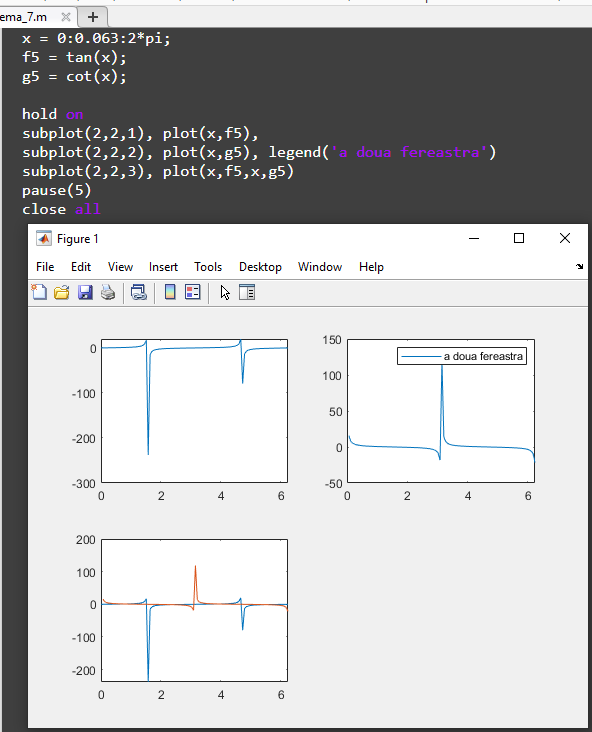 ema_7.m
x = 0:0.063:2*pi;
f5 = tan(x);
g5 = cot(x);
hold on
subplot(2,2,1), plot(x,f5),
subplot(2,2,2), plot(x,g5), legend('a doua fereastra')
subplot(2,2,3), plot(x,f5,x,g5)
pause(5)
close all
Figure 1
File Edit View Insert Tools Desktop Window Help
0
-100
-200
-300
0 2 4 6
150
100
50
0
-50
0 2 4 6
a doua fereastra
200
100
0
-100
-200
0 2 4 6